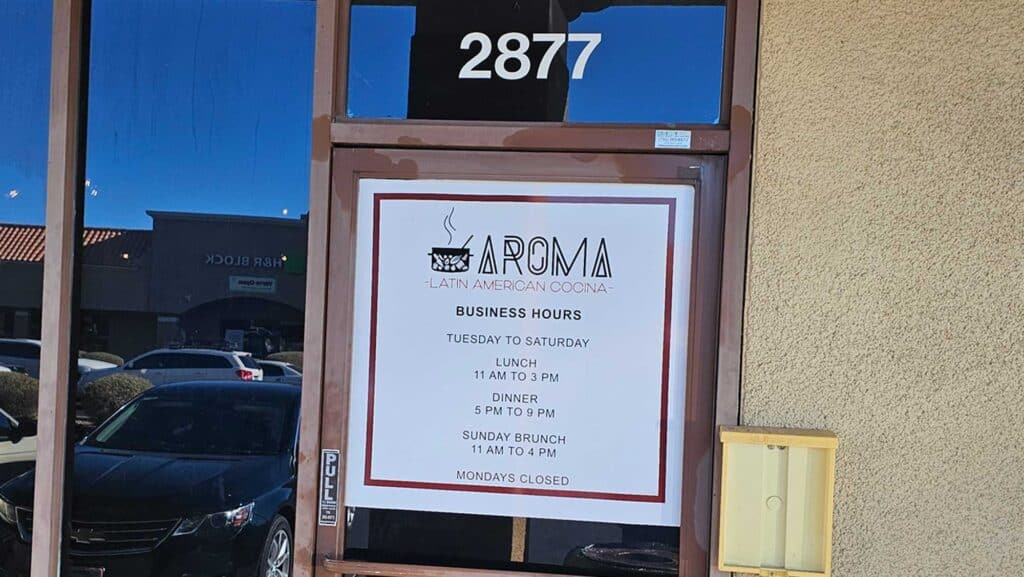 2877
AROMA
-LATIN AMERICAN COCINA-
BUSINESS HOURS
TUESDAY TO SATURDAY
LUNCH
11 AM TO 3 PM
DINNER
5 PM TO 9 PM
SUNDAY BRUNCH
11 AM TO 4 PM
MONDAYS CLOSED
PULL
H&R BLOCK